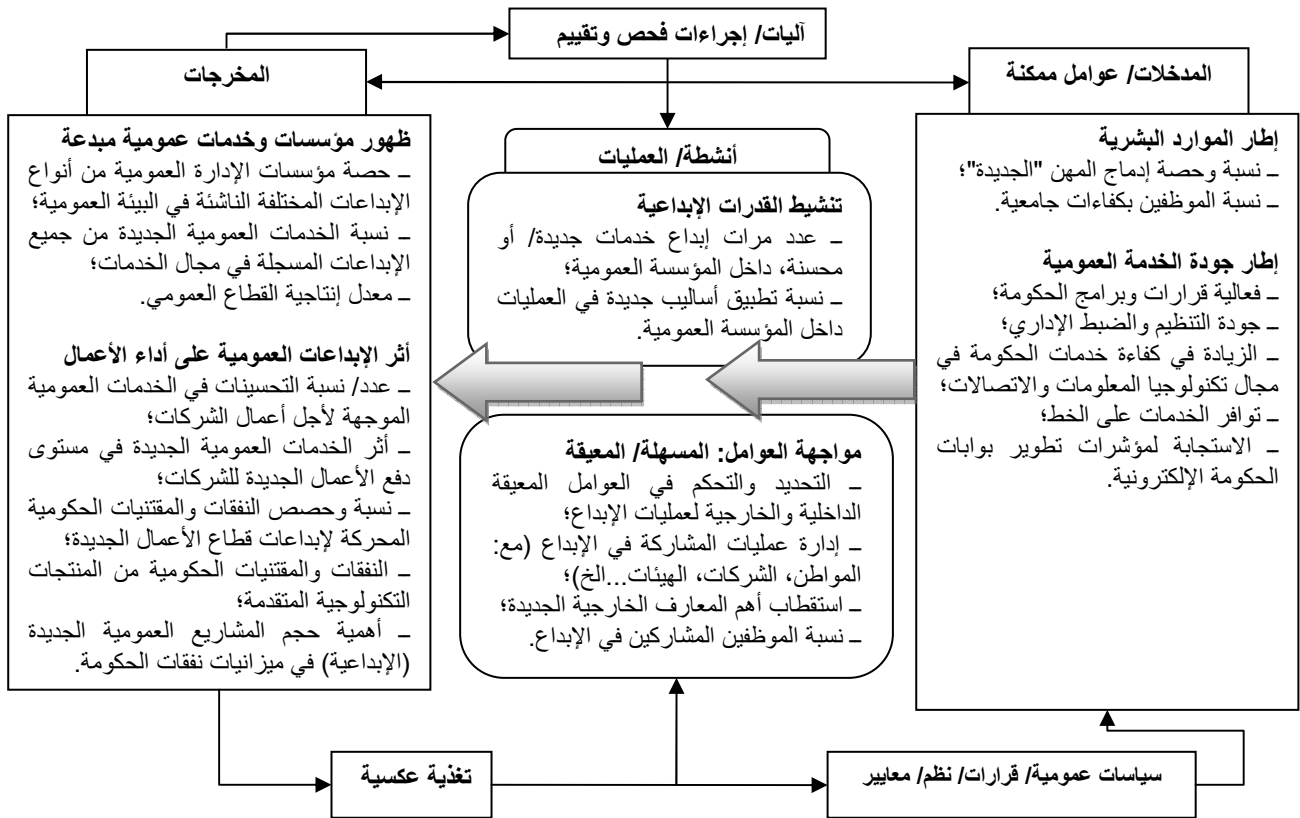 آليات/ إجراءات فحص وتقييم
المدخلات/ عوامل ممكنة
إطار الموارد البشرية
ـ نسبة وحصة إدماج المهن "الجديدة"؛
ـ نسبة الموظفين بكفاءات جامعية.
إطار جودة الخدمة العمومية
ـ فعالية قرارات وبرامج الحكومة؛
ـ جودة التنظيم والضبط الإداري؛
ـ الزيادة في كفاءة خدمات الحكومة في
مجال تكنولوجيا المعلومات والاتصالات؛
ـ توافر الخدمات على الخط؛
ـ الاستجابة لمؤشرات تطوير بوابات
الحكومة الإلكترونية.
أنشطة/ العمليات
تنشيط القدرات الإبداعية
ـ عدد مرات إبداع خدمات جديدة/ أو
محسنة، داخل المؤسسة العمومية؛
ـ نسبة تطبيق أساليب جديدة في العمليات
داخل المؤسسة العمومية.
مواجهة العوامل: المسهلة/ المعيقة
ـ التحديد والتحكم في العوامل المعيقة
الداخلية والخارجية لعمليات الإبداع؛
ـ إدارة عمليات المشاركة في الإبداع (مع:
المواطن، الشركات، الهيئات...الخ)؛
ـ استقطاب أهم المعارف الخارجية الجديدة؛
ـ نسبة الموظفين المشاركين في الإبداع.
المخرجات
ظهور مؤسسات وخدمات عمومية مبدعة
ـ حصة مؤسسات الإدارة العمومية من أنواع
الإبداعات المختلفة الناشئة في البيئة العمومية؛
ـ نسبة الخدمات العمومية الجديدة من جميع
الإبداعات المسجلة في مجال الخدمات؛
ـ معدل إنتاجية القطاع العمومي.
أثر الإبداعات العمومية على أداء الأعمال
ـ عدد/ نسبة التحسينات في الخدمات العمومية
الموجهة لأجل أعمال الشركات؛
ـ أثر الخدمات العمومية الجديدة في مستوى
دفع الأعمال الجديدة للشركات؛
ـ نسبة وحصص النفقات والمقتنيات الحكومية
المحركة لإبداعات قطاع الأعمال الجديدة؛
ـ النفقات والمقتنيات الحكومية من المنتجات
التكنولوجية المتقدمة؛
ـ أهمية حجم المشاريع العمومية الجديدة
(الإبداعية) في ميزانيات نفقات الحكومة.
تغذية عكسية
سياسات عمومية/ قرارات/ نظم/ معايير